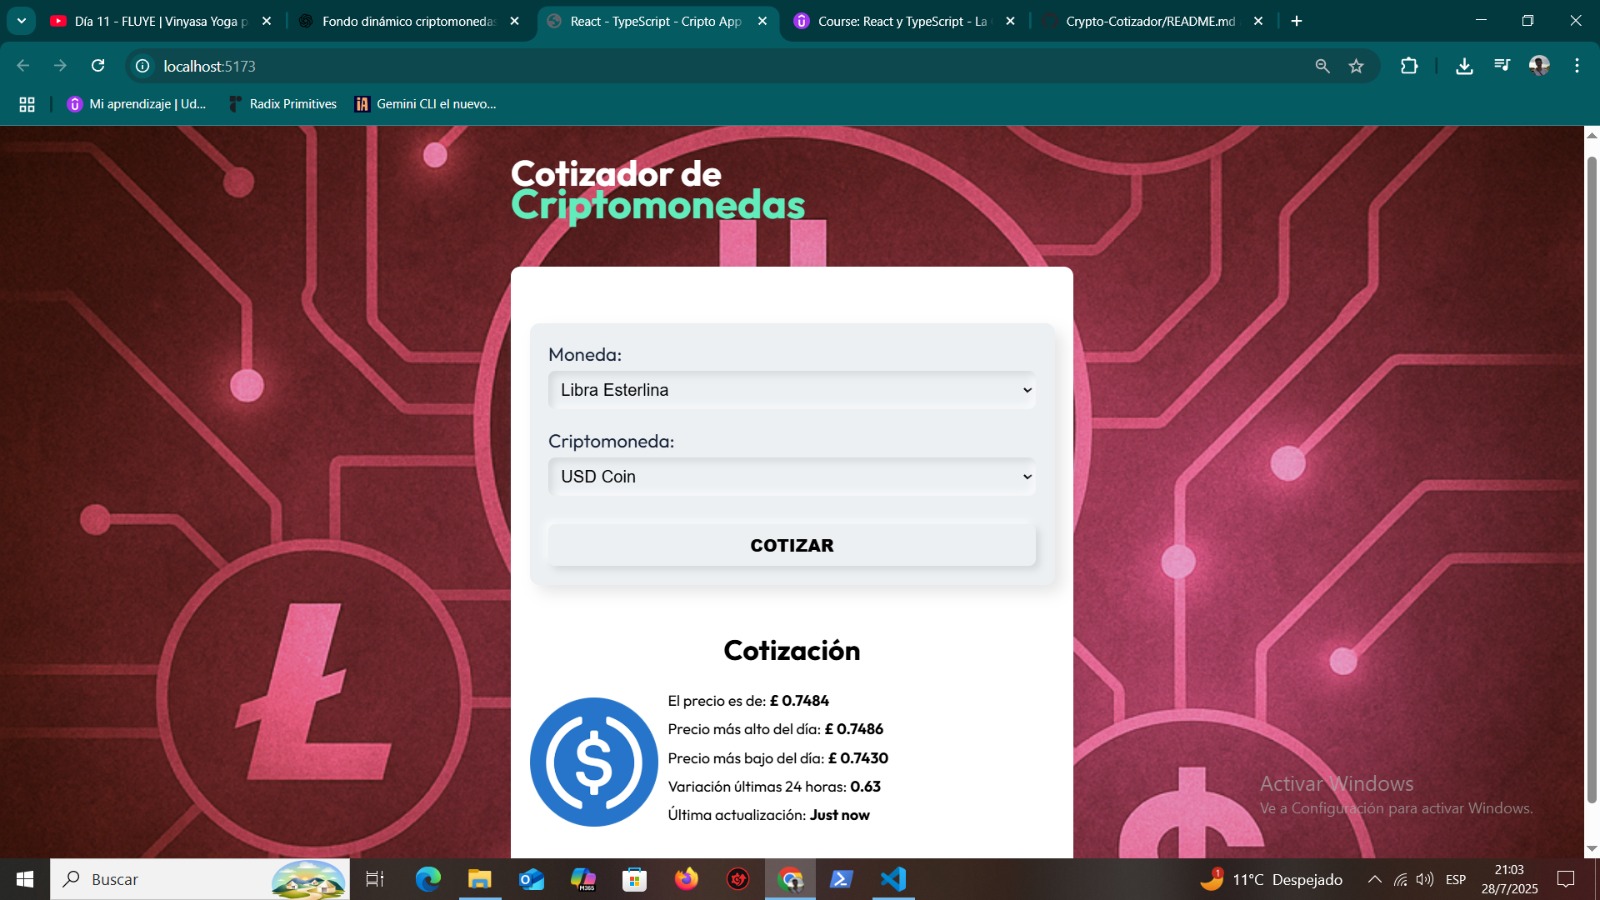 Día 11 - FLUYE | Vinyasa Yoga p
Fondo dinámico criptomonedas
React - TypeScript - Cripto App
Course: React y TypeScript - La
Crypto-Cotizador/README.md
localhost:5173
Mi aprendizaje | Ud...
Radix Primitives
Gemini CLI el nuevo...
Cotizador de
Criptomonedas
Moneda:
Libra Esterlina
Criptomoneda:
USD Coin
COTIZAR
Cotización
El precio es de: £ 0.7484
Precio más alto del día: £ 0.7486
Precio más bajo del día: £ 0.7430
Variación últimas 24 horas: 0.63
Última actualización: Just now
Activar Windows
Ve a Configuración para activar Windows.
Buscar
M365
1
11°C Despejado
ESP
21:03
28/7/2025